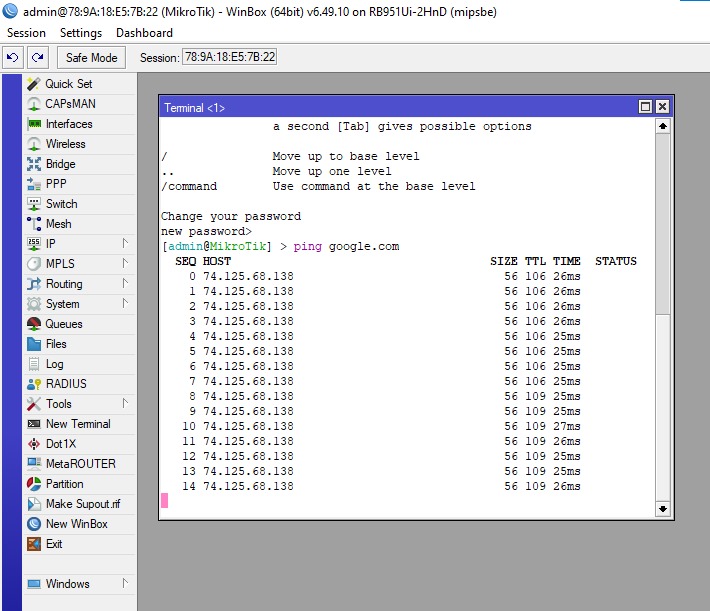 admin@78:9A:18:E5:7B:22 (MikroTik) - WinBox (64bit) v6.49.10 on RB951Ui-2HnD (mipsbe)
Session Settings Dashboard
Safe Mode Session: 78:9A:18:E5:7B:22
Quick Set
CAPsMAN
Interfaces
Wireless
Bridge
PPP
Switch
Mesh
255 IP
MPLS
Routing
System
Queues
Files
Log
RADIUS
Tools
New Terminal
Dot1X
MetaROUTER
Partition
Make Supout.rif
New WinBox
Exit
Windows
Terminal <1>
a second [Tab] gives possible options
/ Move up to base level
.. Move up one level
/command Use command at the base level
Change your password
new password>
[admin@MikroTik] > ping google.com
SEQ HOST SIZE TTL TIME STATUS
0 74.125.68.138 56 106 26ms
1 74.125.68.138 56 106 26ms
2 74.125.68.138 56 106 26ms
3 74.125.68.138 56 106 26ms
4 74.125.68.138 56 106 25ms
5 74.125.68.138 56 106 25ms
6 74.125.68.138 56 106 25ms
7 74.125.68.138 56 106 25ms
8 74.125.68.138 56 109 25ms
9 74.125.68.138 56 109 25ms
10 74.125.68.138 56 109 27ms
11 74.125.68.138 56 109 26ms
12 74.125.68.138 56 109 25ms
13 74.125.68.138 56 109 25ms
14 74.125.68.138 56 109 26ms